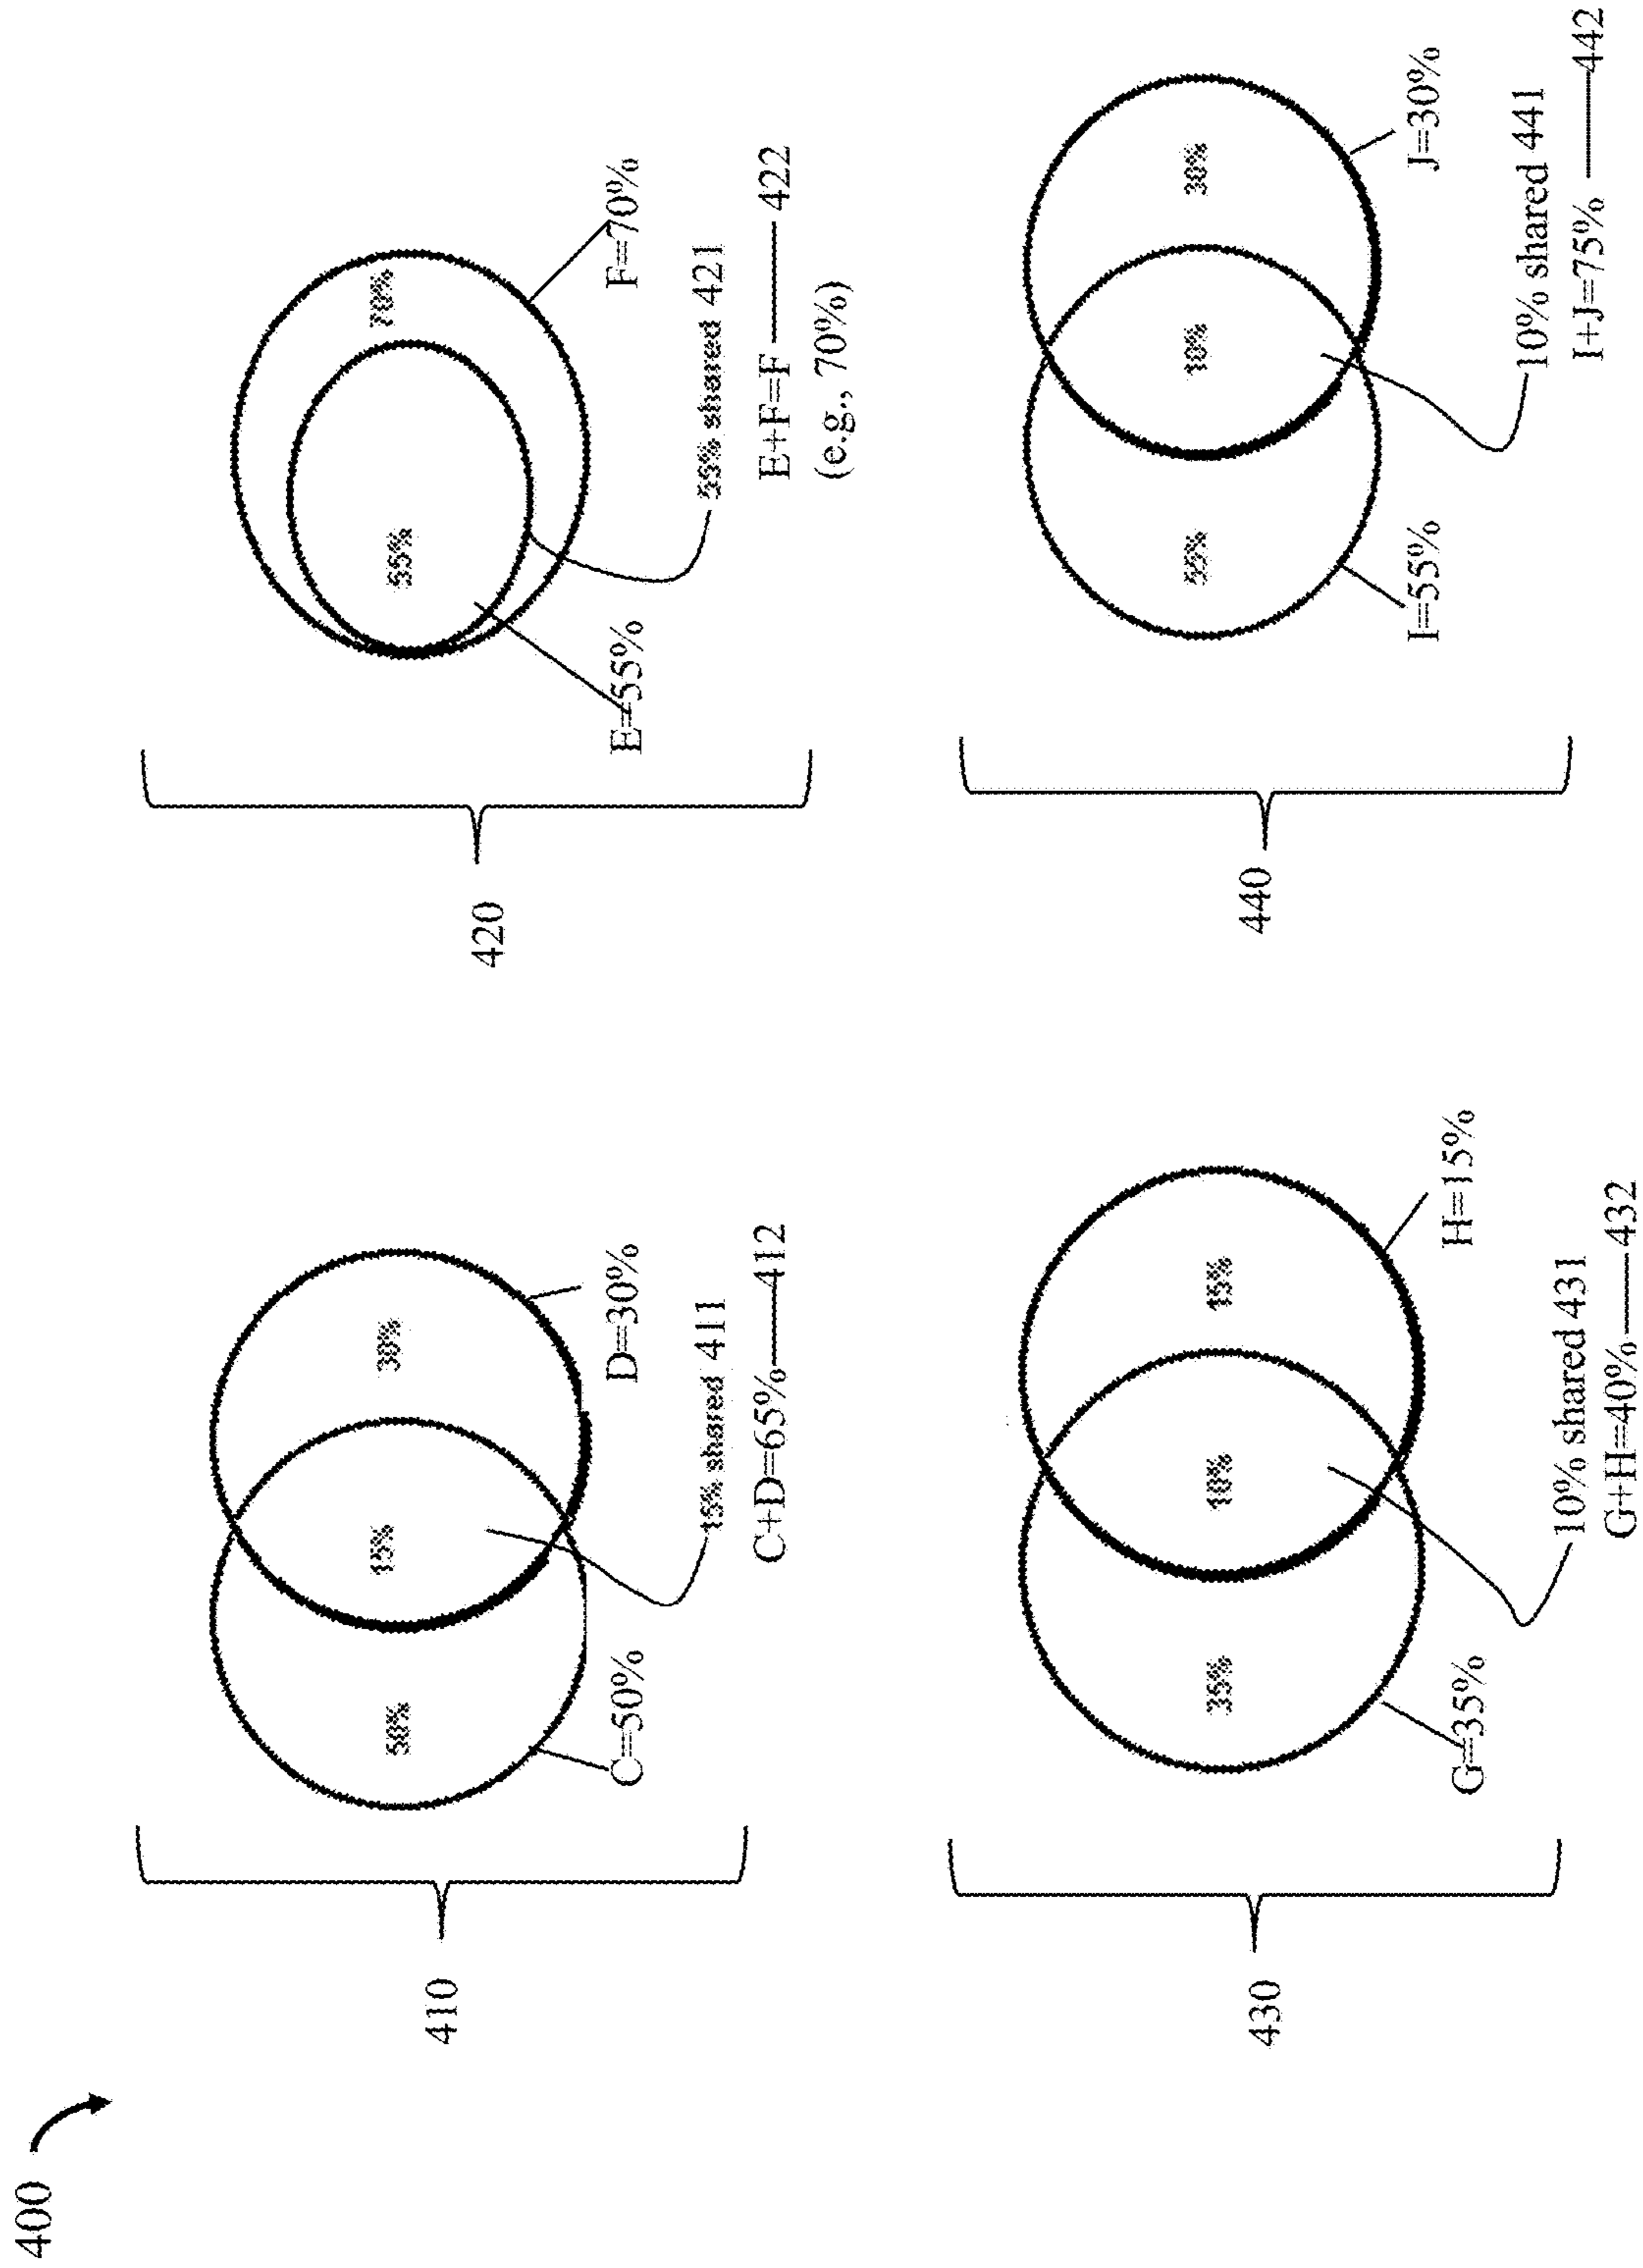 400
410
50%
15%
30%
C=50%
D=30%
15% shared 411
C+D=65% 412
420
55%
70%
E=55%
F=70%
55% shared 421
E+F=F 422
(e.g., 70%)
430
35%
10%
15%
G=35%
H=15%
10% shared 431
G+H=40% 432
440
55%
10%
30%
I=55%
J=30%
10% shared 441
I+J=75% 442